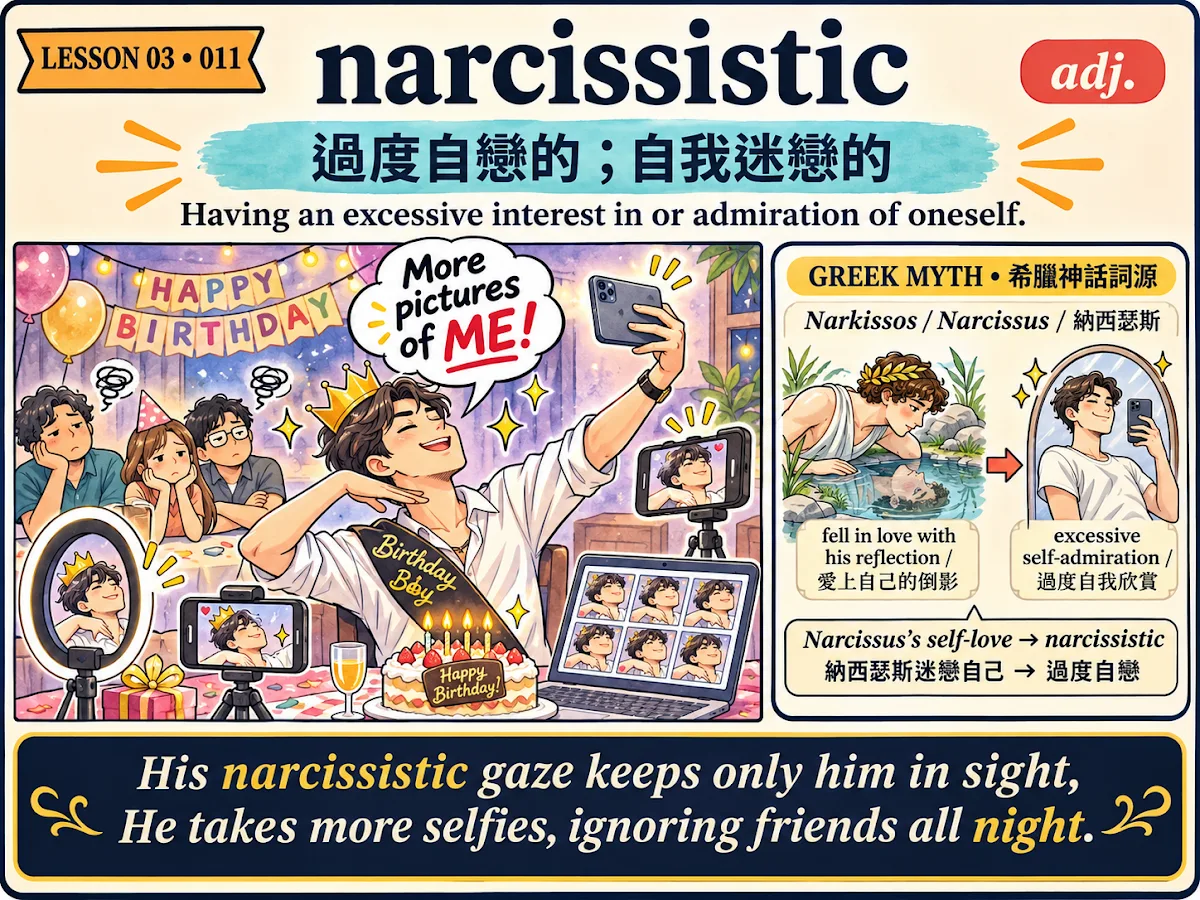 LESSON 03 • 011
narcissistic
adj.
過度自戀的；自我迷戀的
Having an excessive interest in or admiration of oneself.
HAPPY
BIRTHDAY
More
pictures
of ME!
Birthday
Boy
Happy
Birthday!
GREEK MYTH • 希臘神話詞源
Narkissos / Narcissus / 納西瑟斯
fell in love with
his reflection /
愛上自己的倒影
excessive
self-admiration /
過度自我欣賞
Narcissus's self-love → narcissistic
納西瑟斯迷戀自己 → 過度自戀
His narcissistic gaze keeps only him in sight,
He takes more selfies, ignoring friends all night.